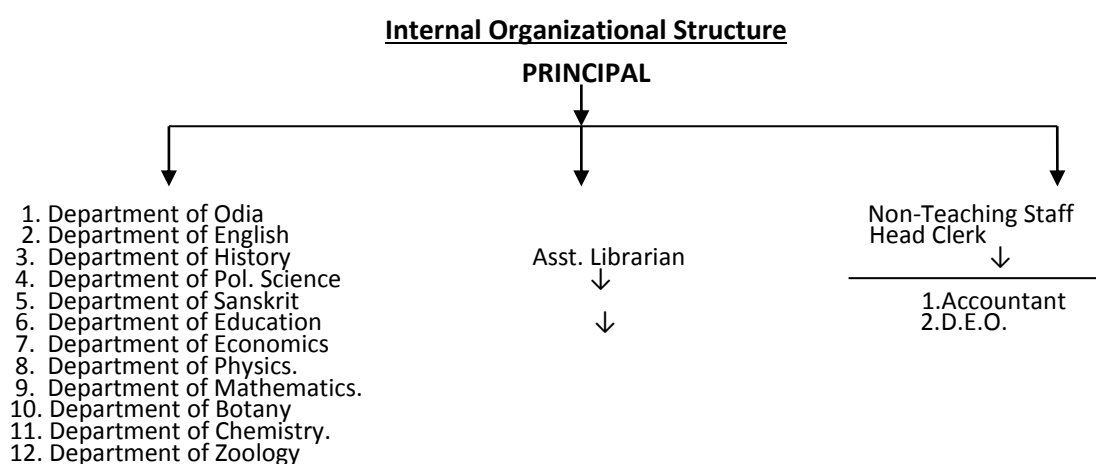 Internal Organizational Structure
PRINCIPAL
1. Department of Odia
2. Department of English
3. Department of History
4. Department of Pol. Science
5. Department of Sanskrit
6. Department of Education
7. Department of Economics
8. Department of Physics.
9. Department of Mathematics.
10. Department of Botany
11. Department of Chemistry.
12. Department of Zoology
Asst. Librarian
Non-Teaching Staff
Head Clerk
1.Accountant
2.D.E.O.